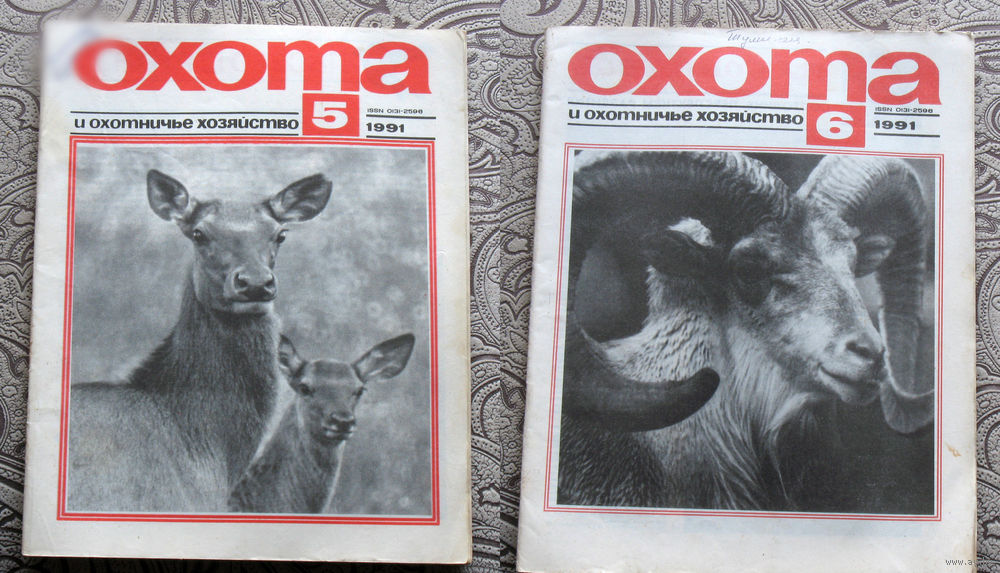 охота
ISSN 0131-2596
и охотничье хозяйство 5 1991
охота
ISSN 0131-2596
и охотничье хозяйство 6 1991